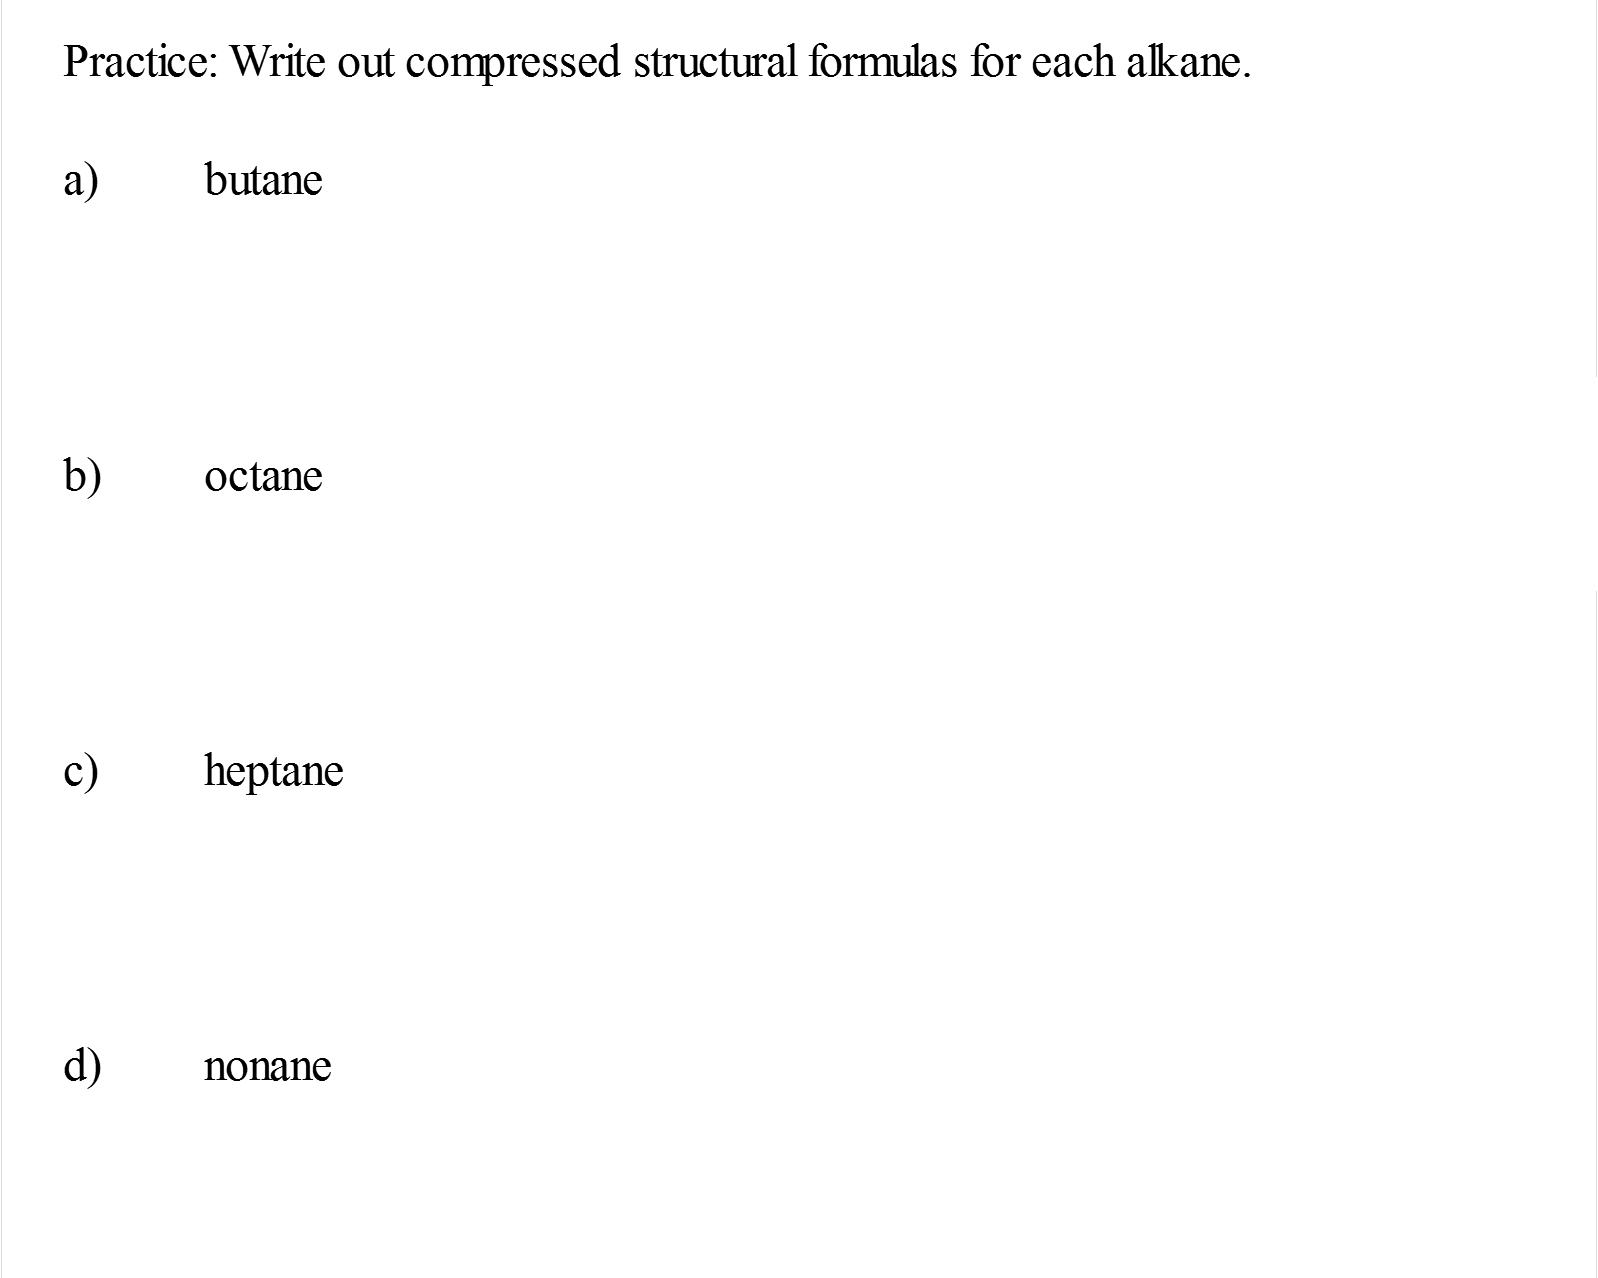 Practice: Write out compressed structural formulas for each alkane.
a) butane
b) octane
c) heptane
d) nonane